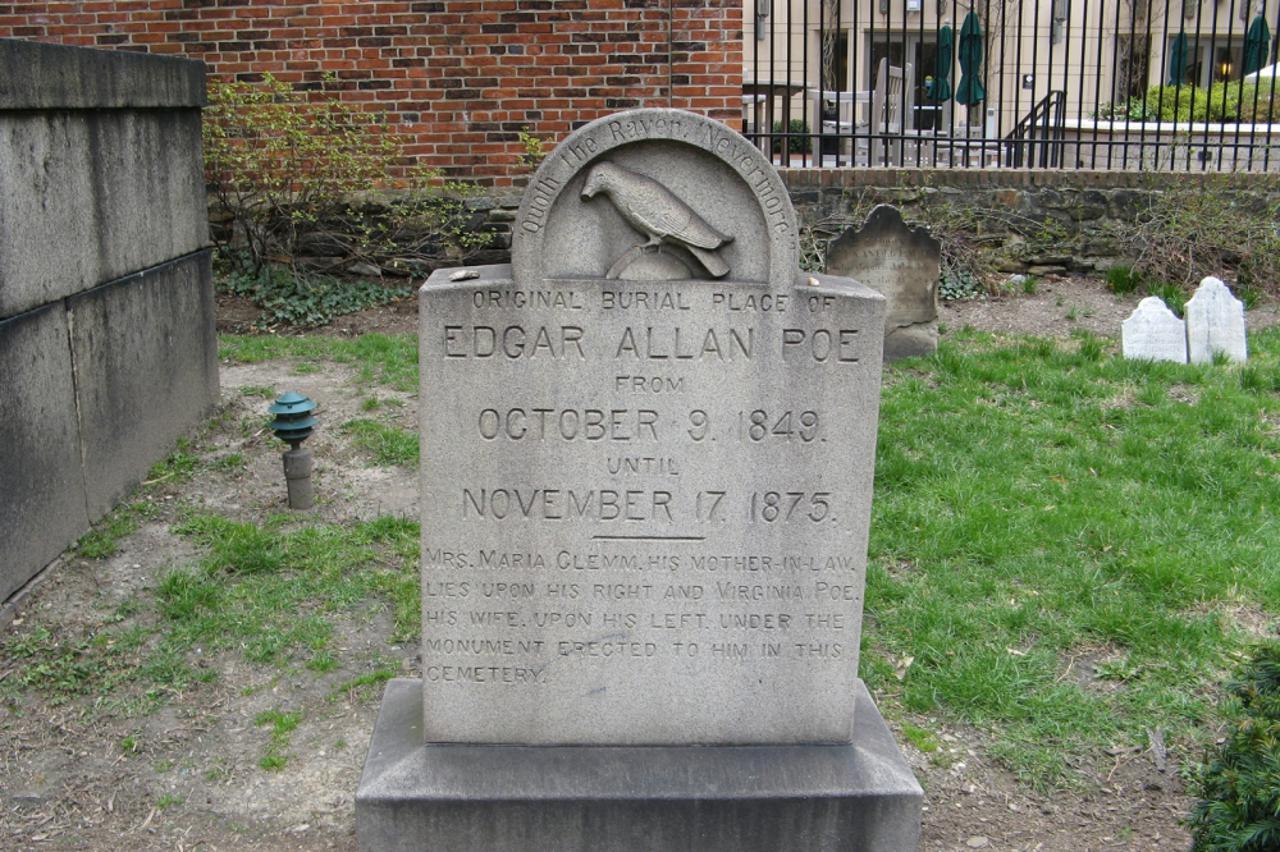 "Quoth the Raven, Nevermore."
ORIGINAL BURIAL PLACE OF
EDGAR ALLAN POE
FROM
OCTOBER 9. 1849.
UNTIL
NOVEMBER 17. 1875.
MRS. MARIA CLEMM, HIS MOTHER-IN-LAW,
LIES UPON HIS RIGHT AND VIRGINIA POE.
HIS WIFE, UPON HIS LEFT, UNDER THE
MONUMENT ERECTED TO HIM IN THIS
CEMETERY.